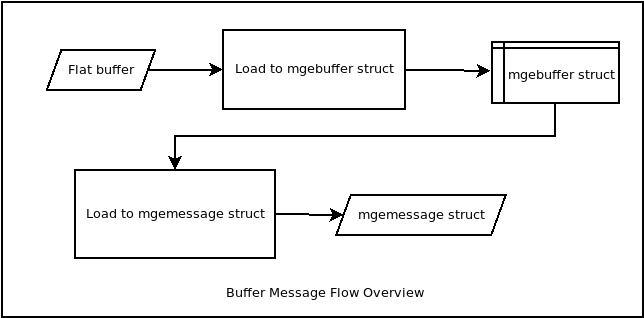 Flat buffer
Load to mgebuffer struct
mgebuffer struct
Load to mgemessage struct
mgemessage struct
Buffer Message Flow Overview